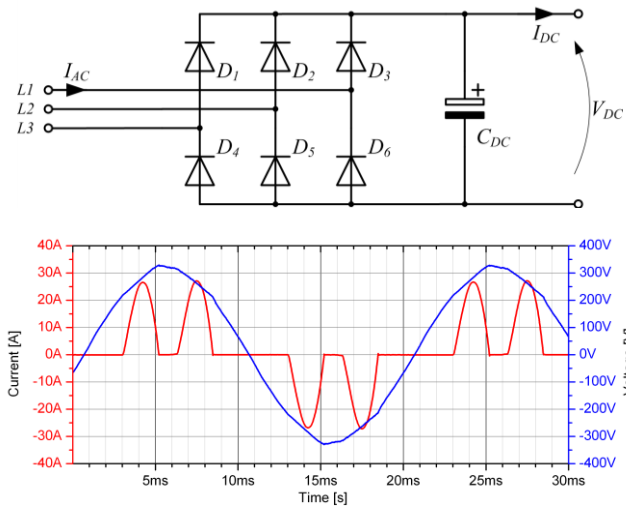 I_DC
D_1 D_2 D_3
L1 I_AC
L2
L3
+
C_DC
V_DC
D_4 D_5 D_6
40A 400V
30A 300V
20A 200V
10A 100V
0A 0V
-10A -100V
-20A -200V
-30A -300V
-40A -400V
Current [A]
5ms 10ms 15ms 20ms 25ms 30ms
Time [s]